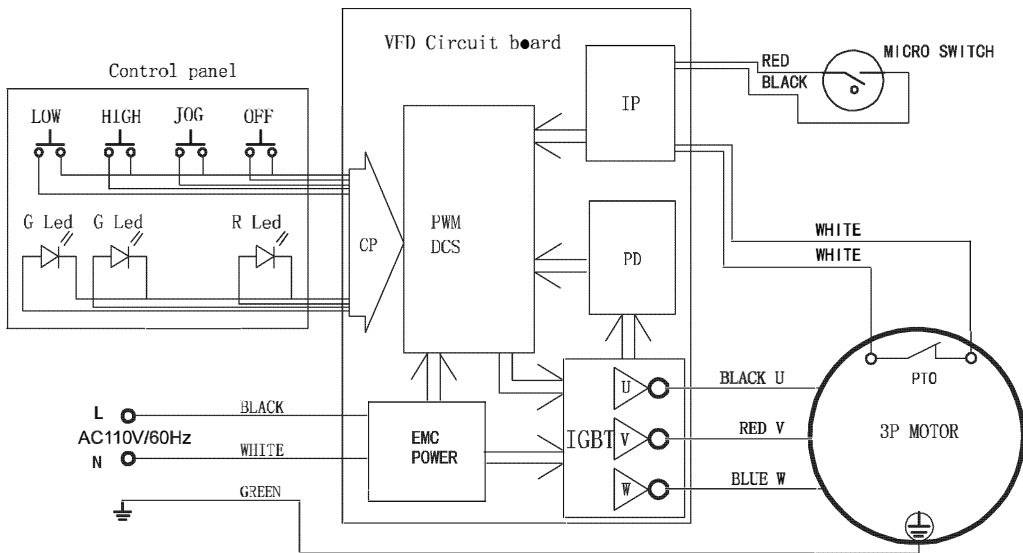 VFD Circuit board
Control panel
LOW HIGH JOG OFF
G Led G Led R Led
CP
PWM
DCS
IP
PD
RED
BLACK
MICRO SWITCH
WHITE
WHITE
PTO
3P MOTOR
BLACK U
RED V
BLUE W
IGBT
U
V
W
EMC
POWER
L
AC110V/60Hz
N
BLACK
WHITE
GREEN